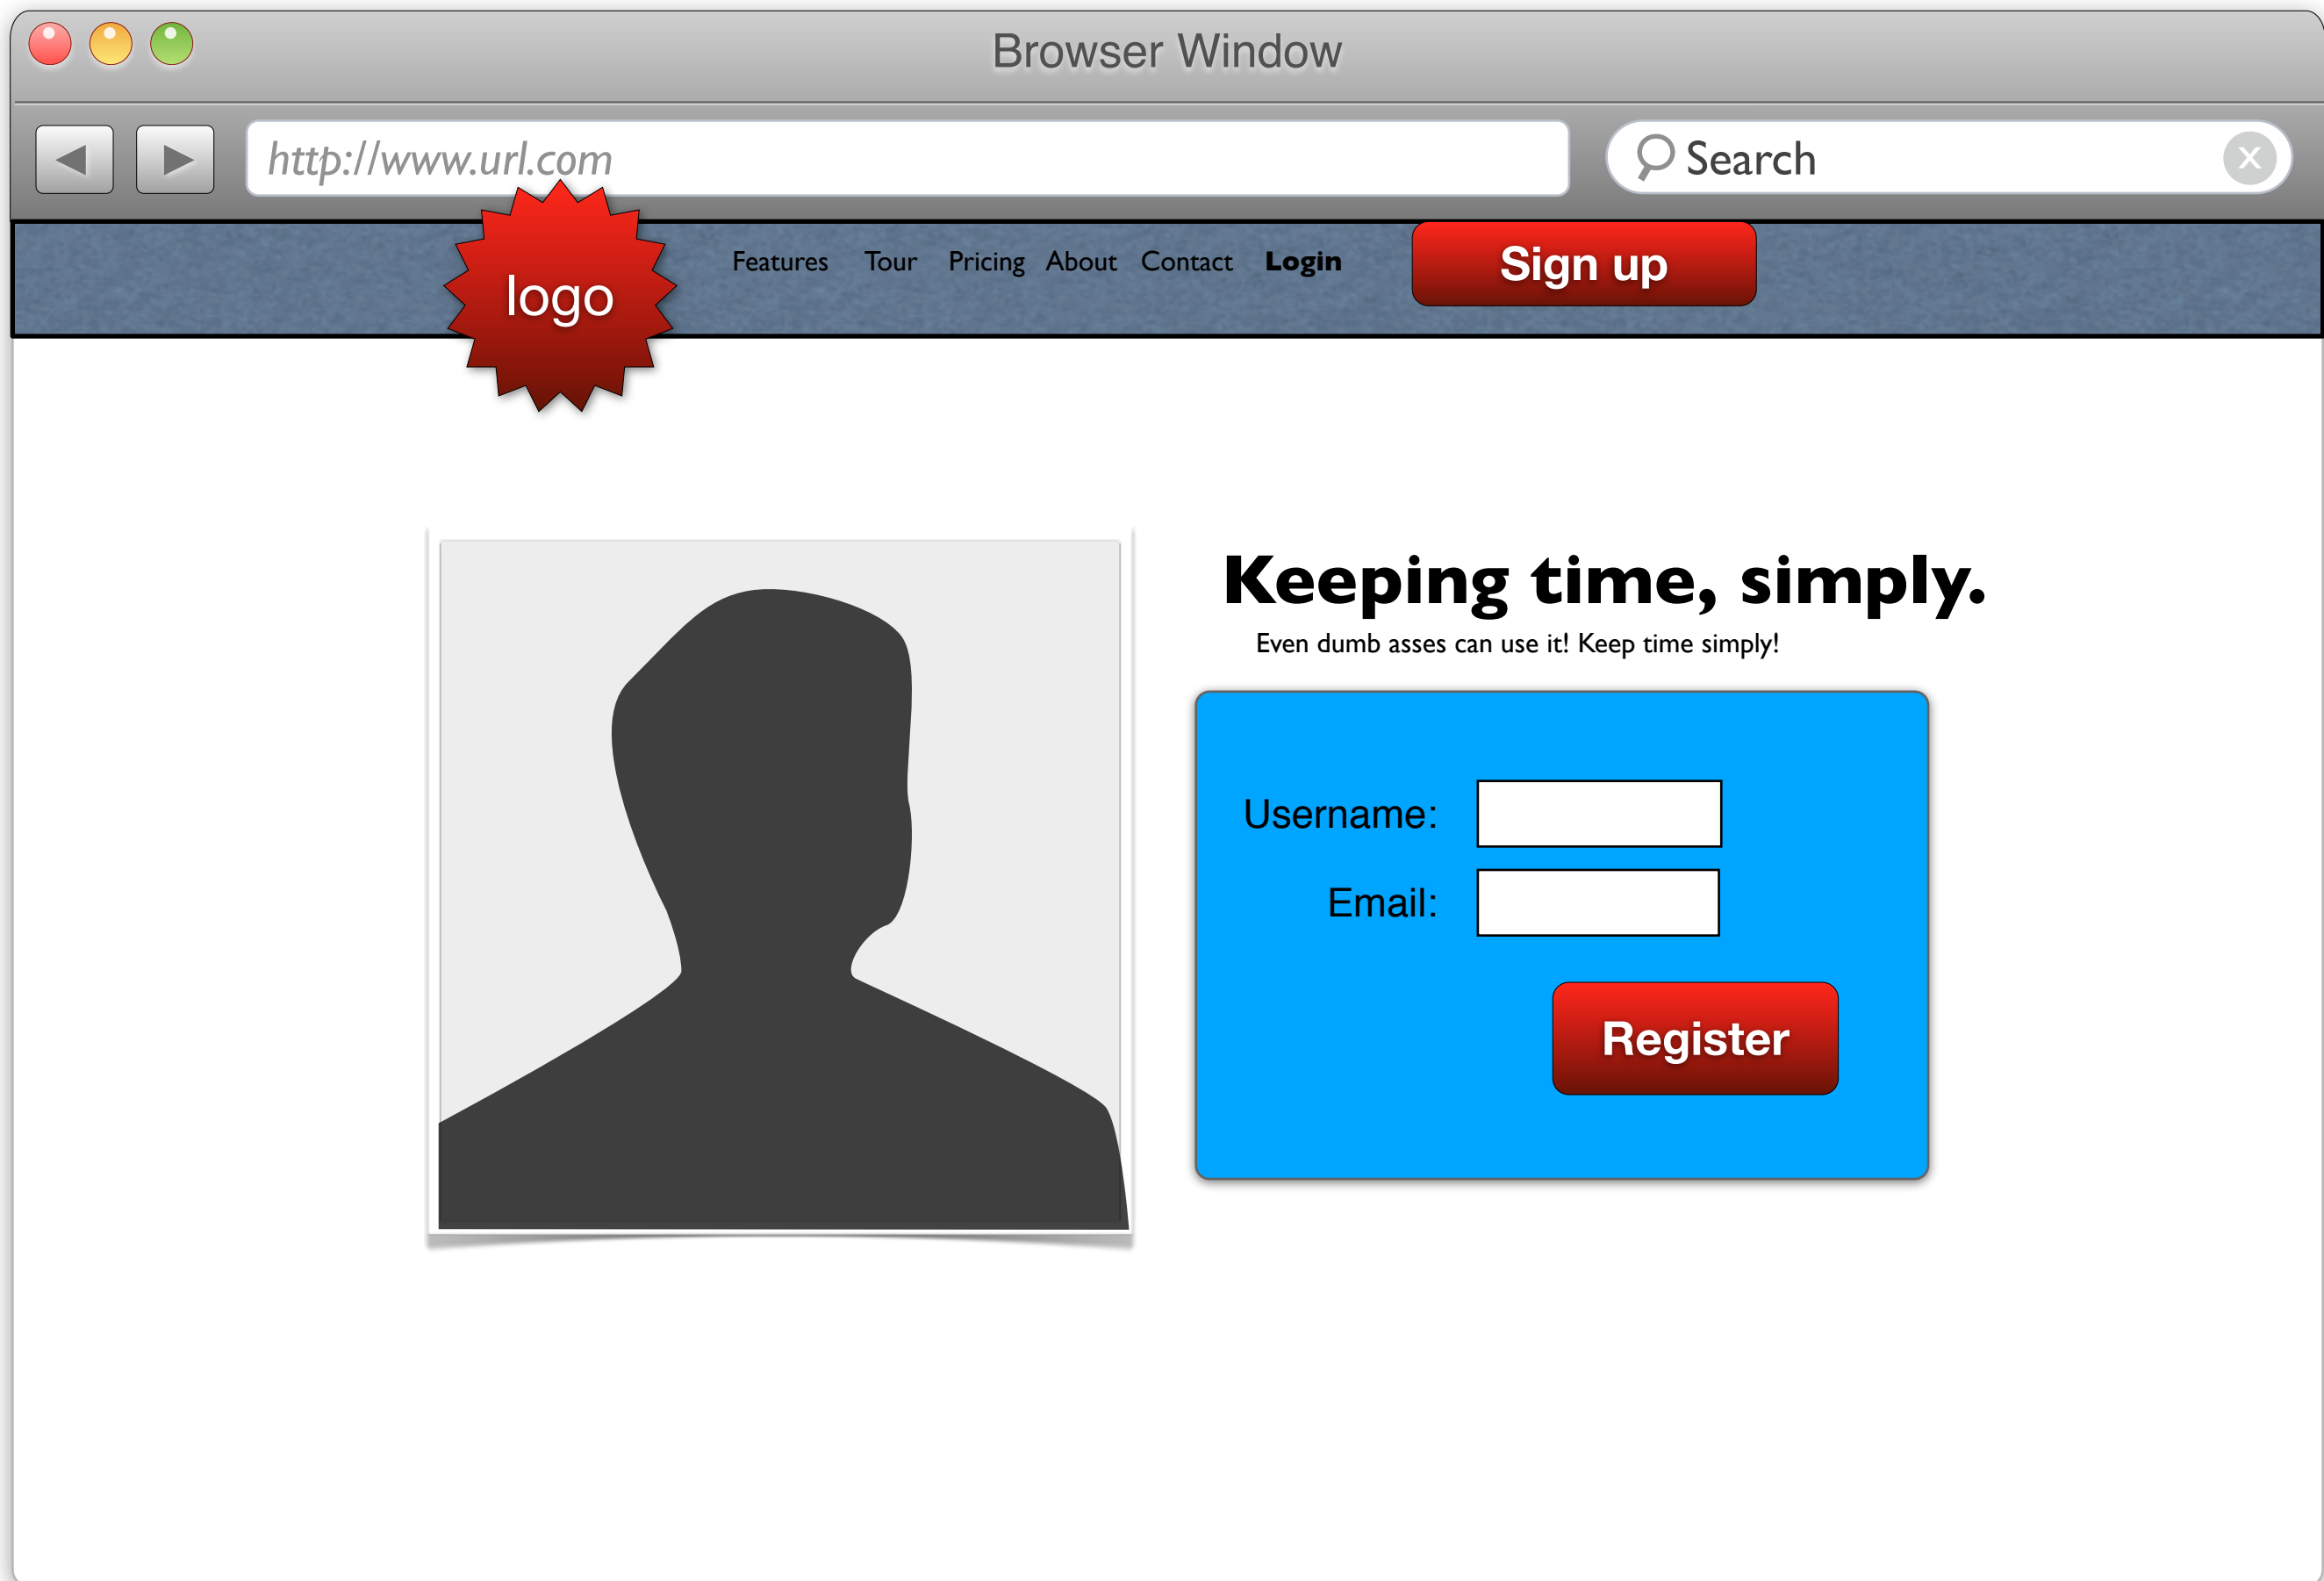 Browser Window
http://www.url.com
Search
x
logo
Features Tour Pricing About Contact Login
Sign up
Keeping time, simply.
Even dumb asses can use it! Keep time simply!
Username:
Email:
Register